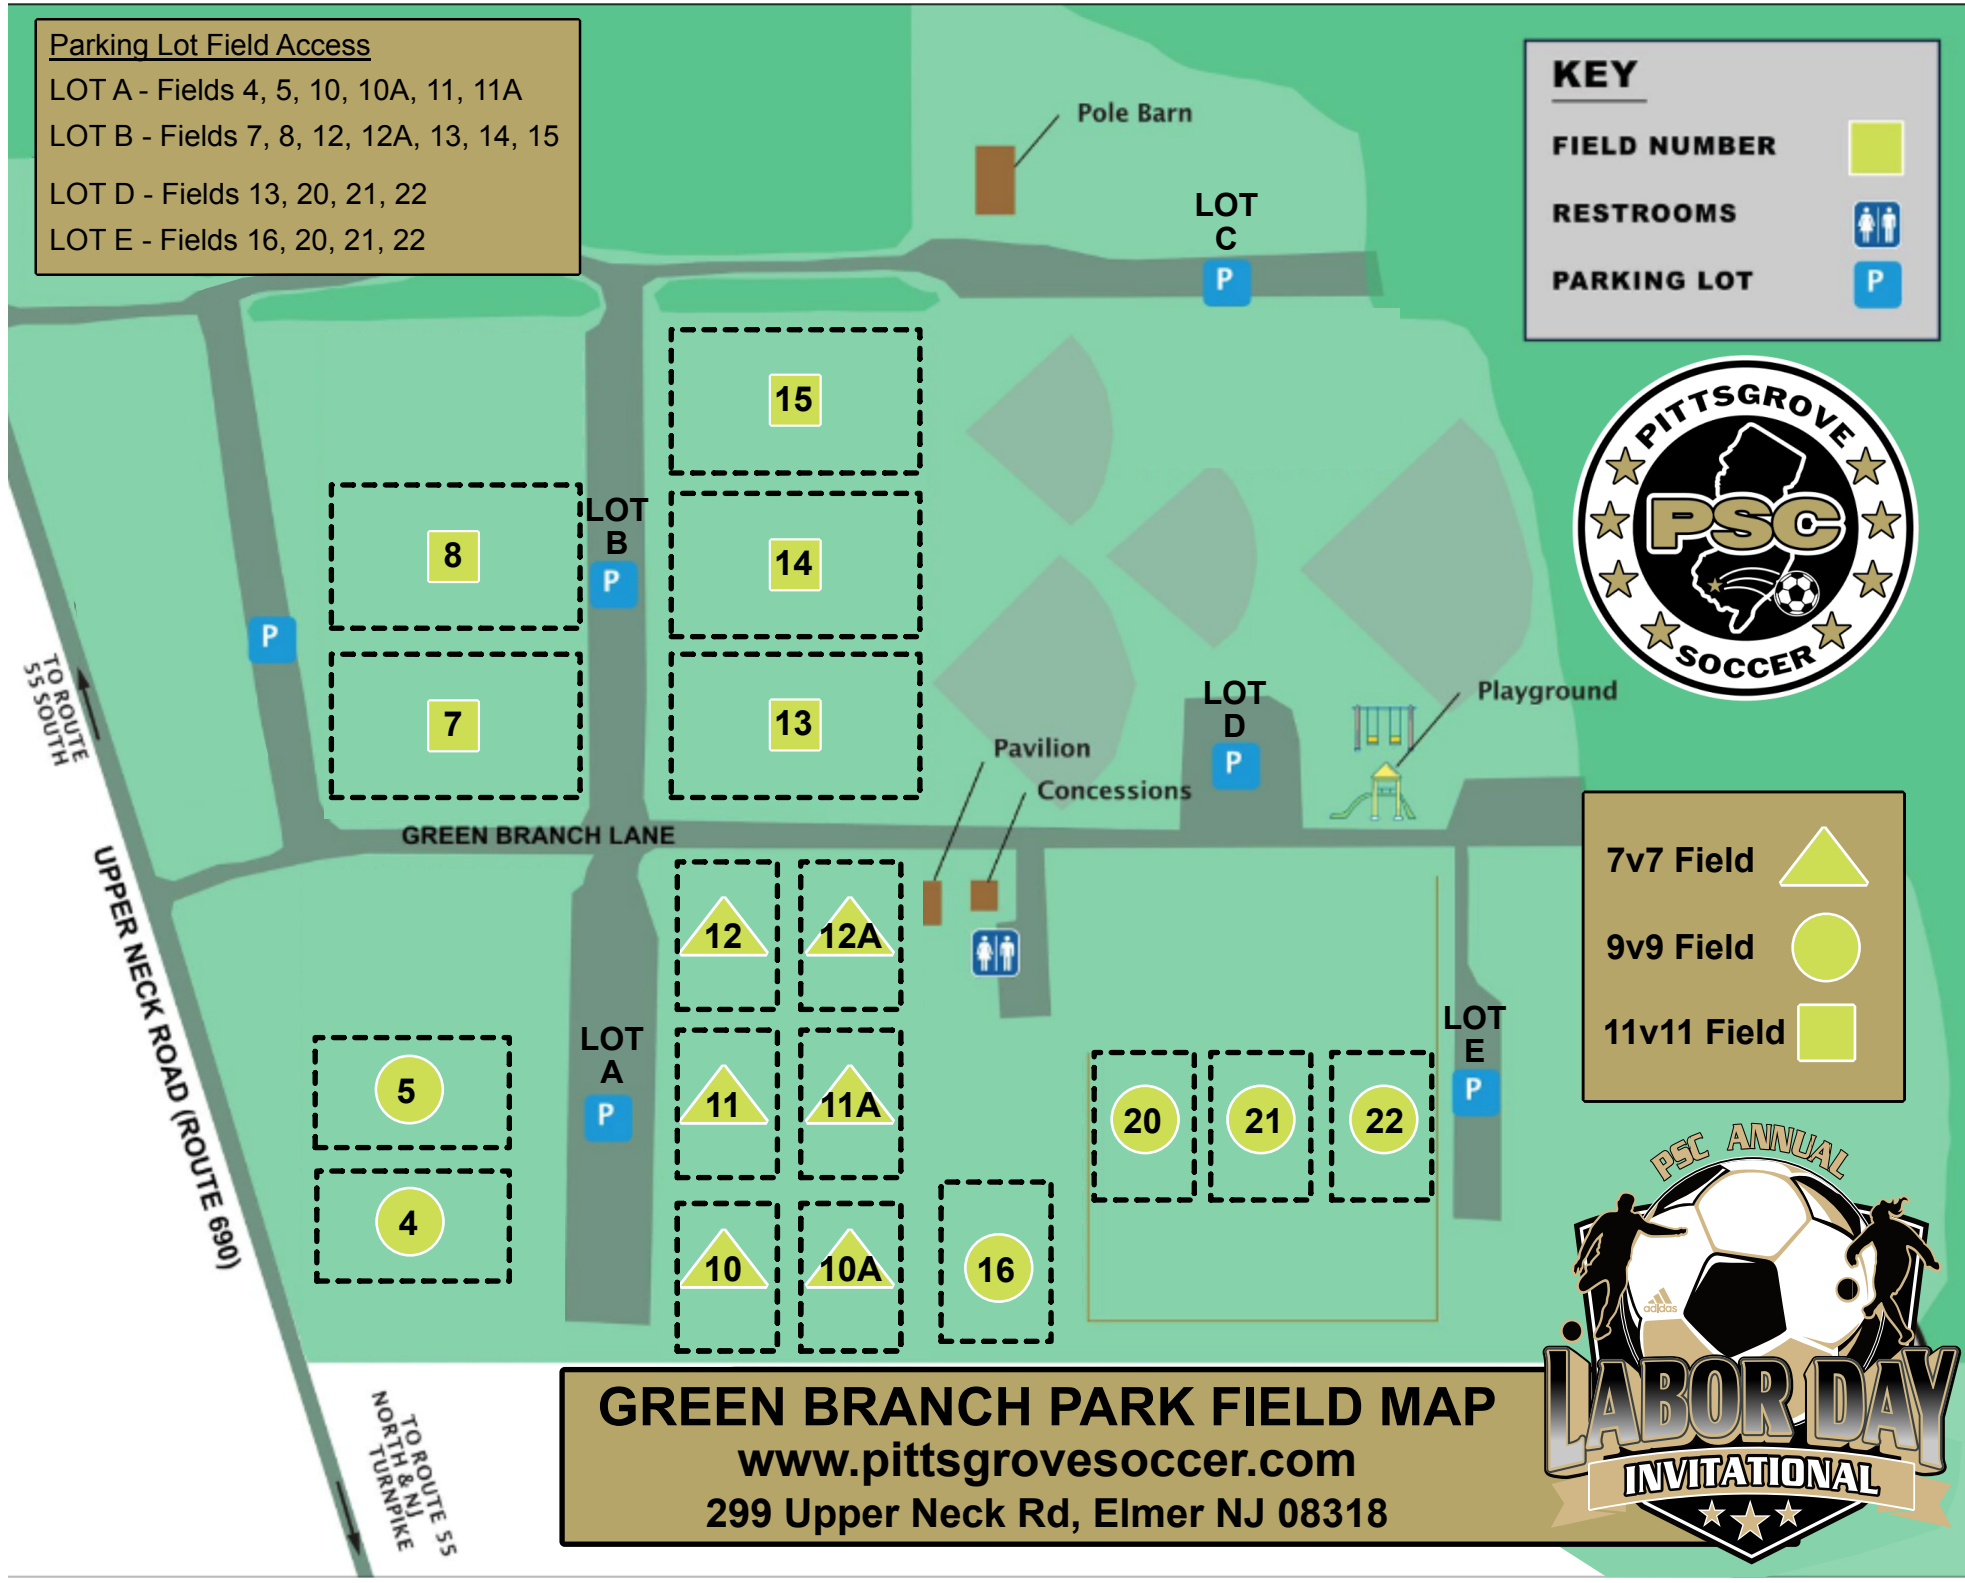 Parking Lot Field Access
LOT A - Fields 4, 5, 10, 10A, 11, 11A
LOT B - Fields 7, 8, 12, 12A, 13, 14, 15
LOT D - Fields 13, 20, 21, 22
LOT E - Fields 16, 20, 21, 22
KEY
FIELD NUMBER
RESTROOMS
PARKING LOT
P
Pole Barn
LOT
C
P
PITTSGROVE
PSC
SOCCER
15
14
13
8
7
LOT
B
P
P
TO ROUTE
55 SOUTH
LOT
D
P
Playground
Pavilion
Concessions
GREEN BRANCH LANE
UPPER NECK ROAD (ROUTE 690)
7v7 Field
9v9 Field
11v11 Field
12
12A
11
11A
10
10A
5
4
LOT
A
P
16
20
21
22
LOT
E
P
TO ROUTE 55
NORTH & NJ
TURNPIKE
PSC ANNUAL
adidas
LABOR DAY
INVITATIONAL
GREEN BRANCH PARK FIELD MAP
www.pittsgrovesoccer.com
299 Upper Neck Rd, Elmer NJ 08318